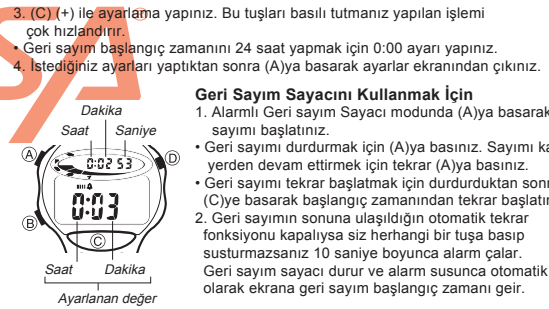 3. (C) (+) ile ayarlama yapınız. Bu tuşları basılı tutmanız yapılan işlemi
çok hızlandırır.
• Geri sayım başlangıç zamanını 24 saat yapmak için 0:00 ayarı yapınız.
4. İstediğiniz ayarları yaptıktan sonra (A)ya basarak ayarlar ekranından çıkınız.
Geri Sayım Sayacını Kullanmak İçin
1. Alarmlı Geri sayım Sayacı modunda (A)ya basarak
sayımı başlatınız.
• Geri sayımı durdurmak için (A)ya basınız. Sayımı
yerden devam ettirmek için tekrar (A)ya basınız.
• Geri sayımı tekrar başlatmak için durdurduktan
(C)ye basarak başlangıç zamanından tekrar
2. Geri sayımın sonuna ulaşıldığın otomatik tekrar
fonksiyonu kapalıysa siz herhangi bir tuşa basıp
susturmazsanız 10 saniye boyunca alarm çalar.
Geri sayım sayacı durur ve alarm susunca otomatik
olarak ekrana geri sayım başlangıç zamanı geir.
Dakika
Saat Saniye
A D
0:02 53
0:03
B C
Saat Dakika
Ayarlanan değer